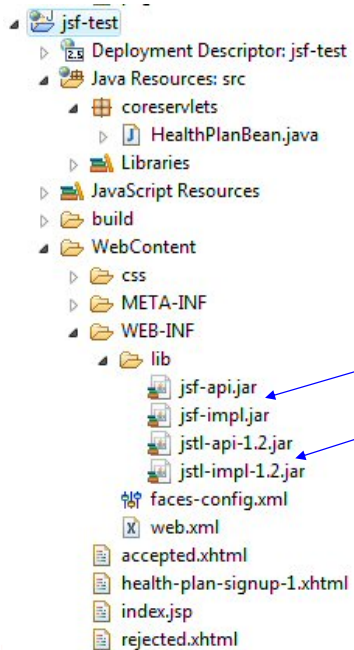 jsf-test
2.5 Deployment Descriptor: jsf-test
Java Resources: src
coreservlets
J HealthPlanBean.java
Libraries
JavaScript Resources
build
WebContent
css
META-INF
WEB-INF
lib
jsf-api.jar
jsf-impl.jar
jstl-api-1.2.jar
jstl-impl-1.2.jar
faces-config.xml
X web.xml
accepted.xhtml
health-plan-signup-1.xhtml
index.jsp
rejected.xhtml